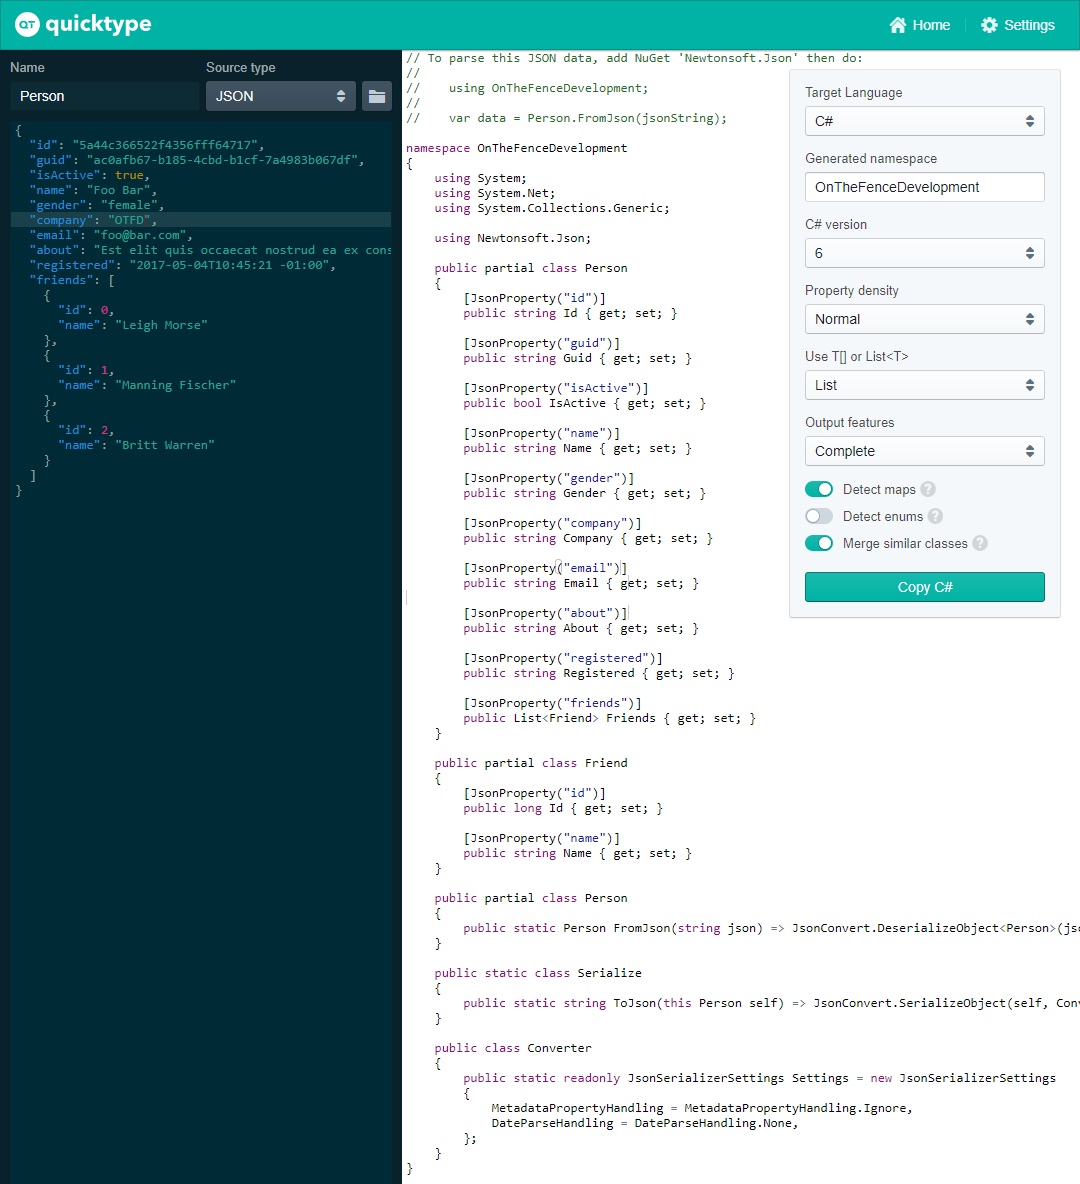 QT quicktype
Home
Settings
Name
Source type
Person
JSON
{
"id": "5a44c366522f4356fff64717",
"guid": "ac0afb67-b185-4cbd-b1cf-7a4983b067df",
"isActive": true,
"name": "Foo Bar",
"gender": "female",
"company": "OTFD",
"email": "foo@bar.com",
"about": "Est elit quis occaecat nostrud ea ex cons
"registered": "2017-05-04T10:45:21 -01:00",
"friends": [
{
"id": 0,
"name": "Leigh Morse"
},
{
"id": 1,
"name": "Manning Fischer"
},
{
"id": 2,
"name": "Britt Warren"
}
]
}
// To parse this JSON data, add NuGet 'Newtonsoft.Json' then do:
//
// using OnTheFenceDevelopment;
//
// var data = Person.FromJson(jsonString);
namespace OnTheFenceDevelopment
{
using System;
using System.Net;
using System.Collections.Generic;
using Newtonsoft.Json;
public partial class Person
{
[JsonProperty("id")]
public string Id { get; set; }
[JsonProperty("guid")]
public string Guid { get; set; }
[JsonProperty("isActive")]
public bool IsActive { get; set; }
[JsonProperty("name")]
public string Name { get; set; }
[JsonProperty("gender")]
public string Gender { get; set; }
[JsonProperty("company")]
public string Company { get; set; }
[JsonProperty("email")]
public string Email { get; set; }
[JsonProperty("about")]
public string About { get; set; }
[JsonProperty("registered")]
public string Registered { get; set; }
[JsonProperty("friends")]
public List<Friend> Friends { get; set; }
}
public partial class Friend
{
[JsonProperty("id")]
public long Id { get; set; }
[JsonProperty("name")]
public string Name { get; set; }
}
public partial class Person
{
public static Person FromJson(string json) => JsonConvert.DeserializeObject<Person>(jso
}
public static class Serialize
{
public static string ToJson(this Person self) => JsonConvert.SerializeObject(self, Conv
}
public class Converter
{
public static readonly JsonSerializerSettings Settings = new JsonSerializerSettings
{
MetadataPropertyHandling = MetadataPropertyHandling.Ignore,
DateParseHandling = DateParseHandling.None,
};
}
}
Target Language
C#
Generated namespace
OnTheFenceDevelopment
C# version
6
Property density
Normal
Use T[] or List<T>
List
Output features
Complete
Detect maps ?
Detect enums ?
Merge similar classes ?
Copy C#